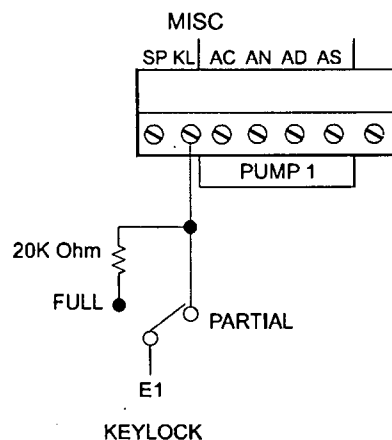 MISC
SP KL AC AN AD AS
PUMP 1
20K Ohm
FULL
PARTIAL
E1
KEYLOCK